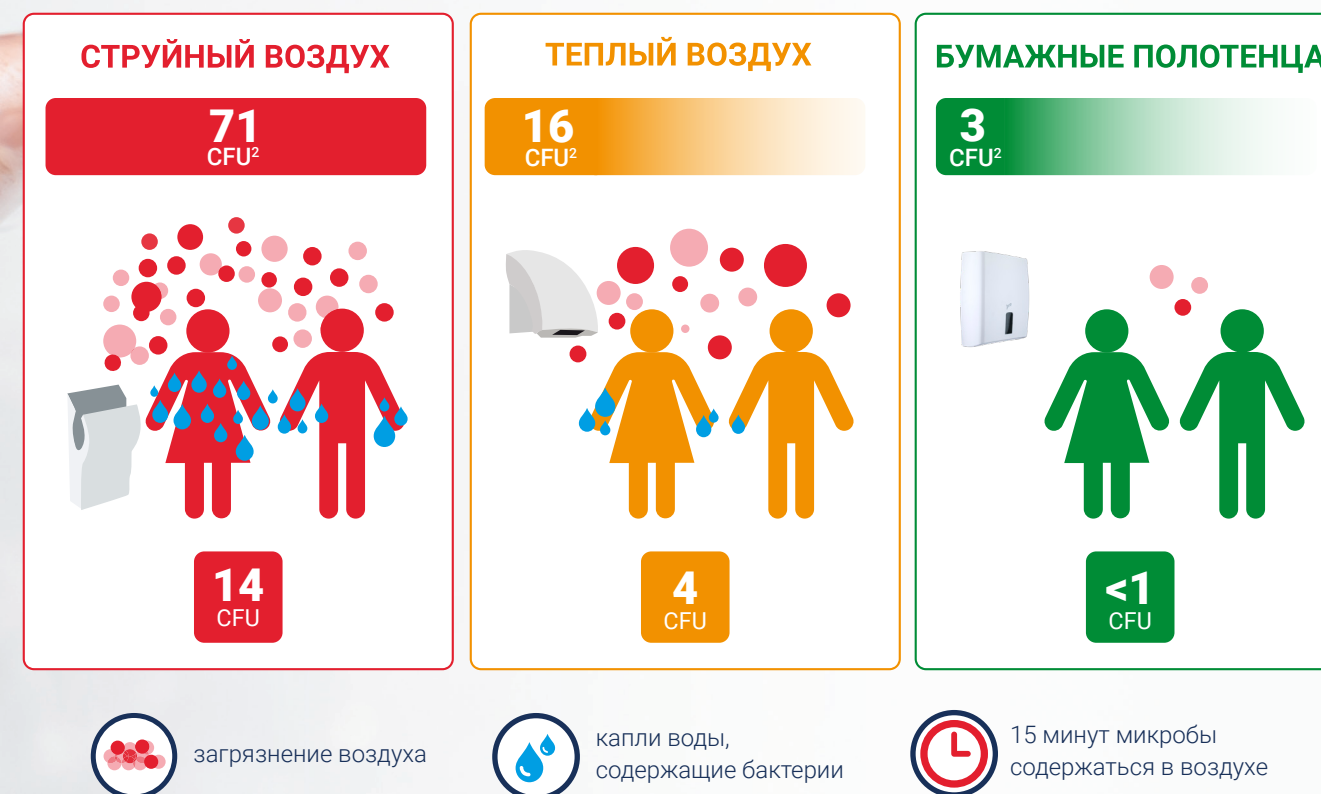 СТРУЙНЫЙ ВОЗДУХ
71
CFU²
14
CFU
ТЕПЛЫЙ ВОЗДУХ
16
CFU²
4
CFU
БУМАЖНЫЕ ПОЛОТЕНЦА
3
CFU²
<1
CFU
загрязнение воздуха
капли воды,
содержащие бактерии
15 минут микробы
содержаться в воздухе